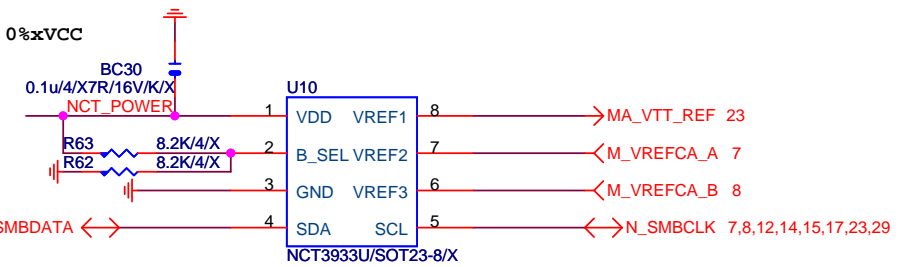 0%xVCC
BC30
0.1u/4/X7R/16V/K/X
NCT_POWER
U10
1 VDD VREF1 8 MA_VTT_REF 23
R63 8.2K/4/X 2 B_SEL VREF2 7 M_VREFCA_A 7
R62 8.2K/4/X
3 GND VREF3 6 M_VREFCA_B 8
SMBDATA 4 SDA SCL 5 N_SMBCLK 7,8,12,14,15,17,23,29
NCT3933U/SOT23-8/X